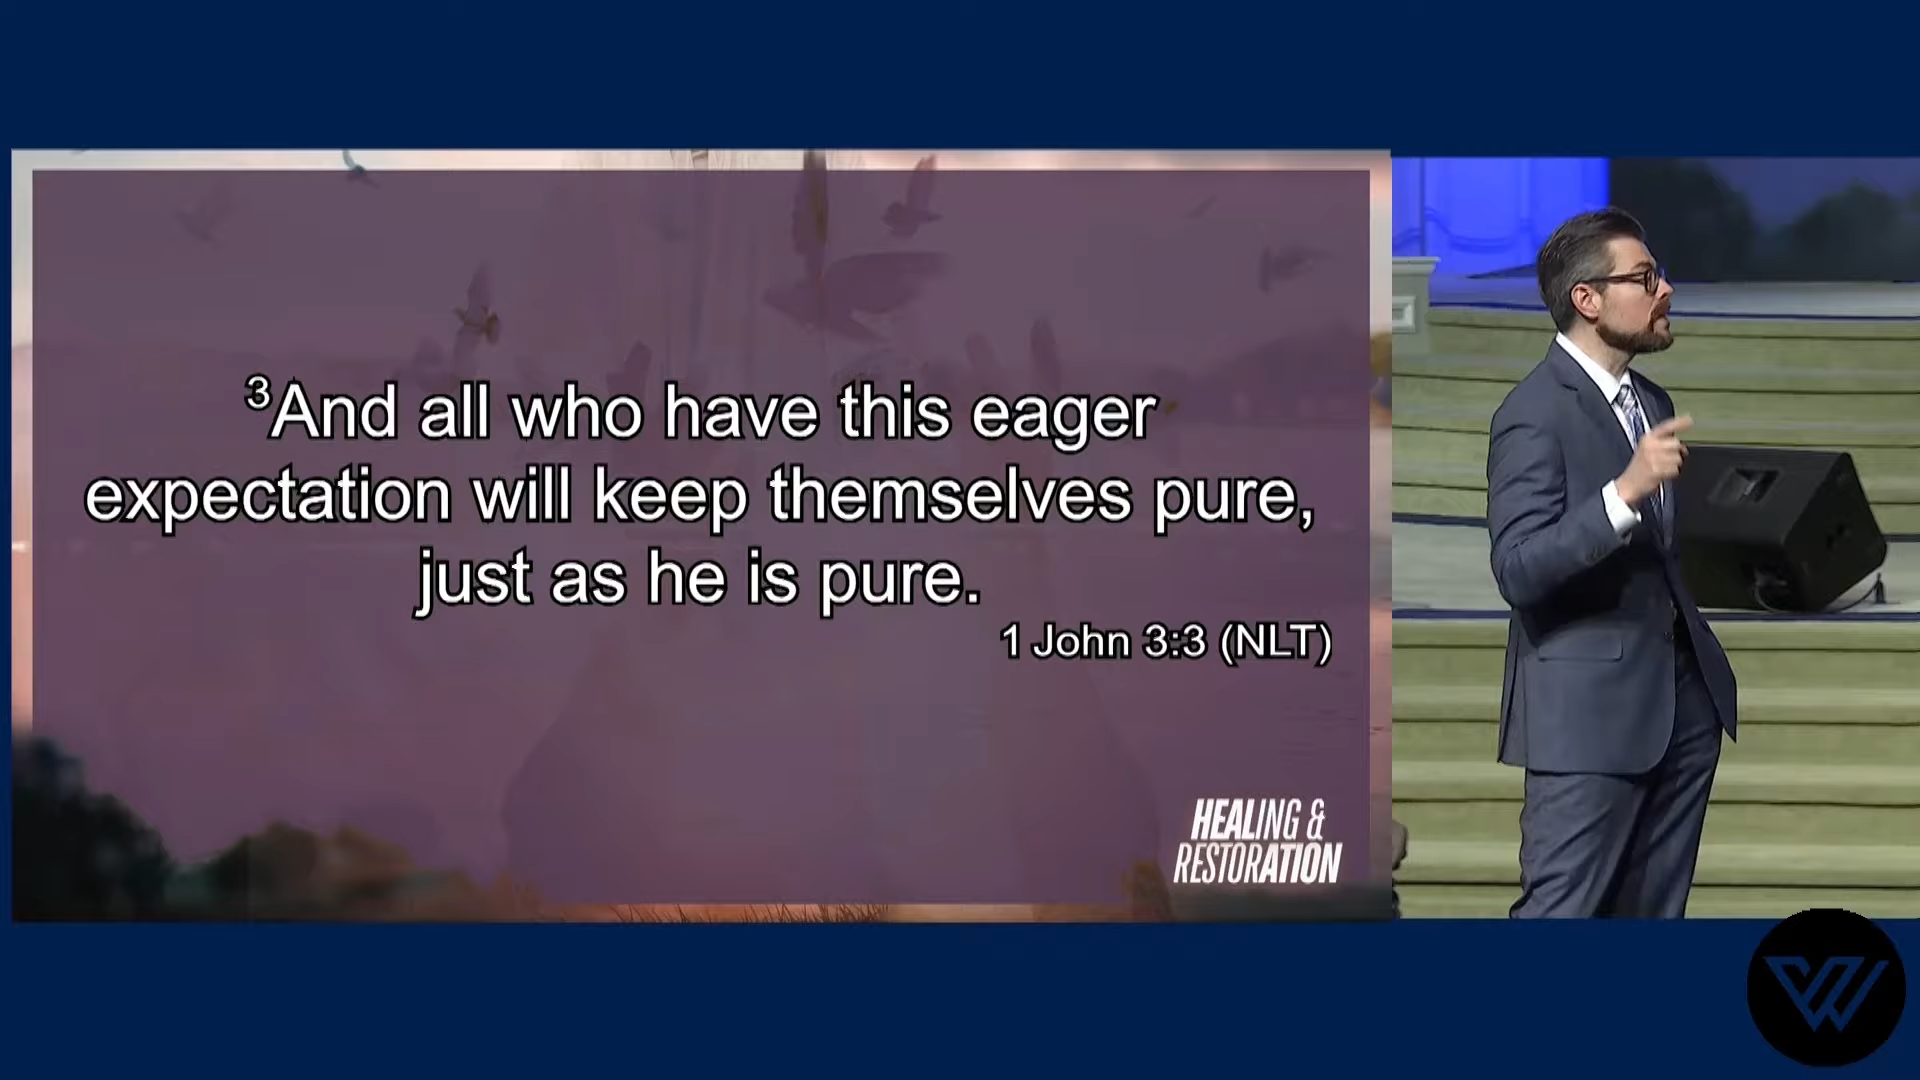 ³And all who have this eager
expectation will keep themselves pure,
just as he is pure.
1 John 3:3 (NLT)
HEALING &
RESTORATION